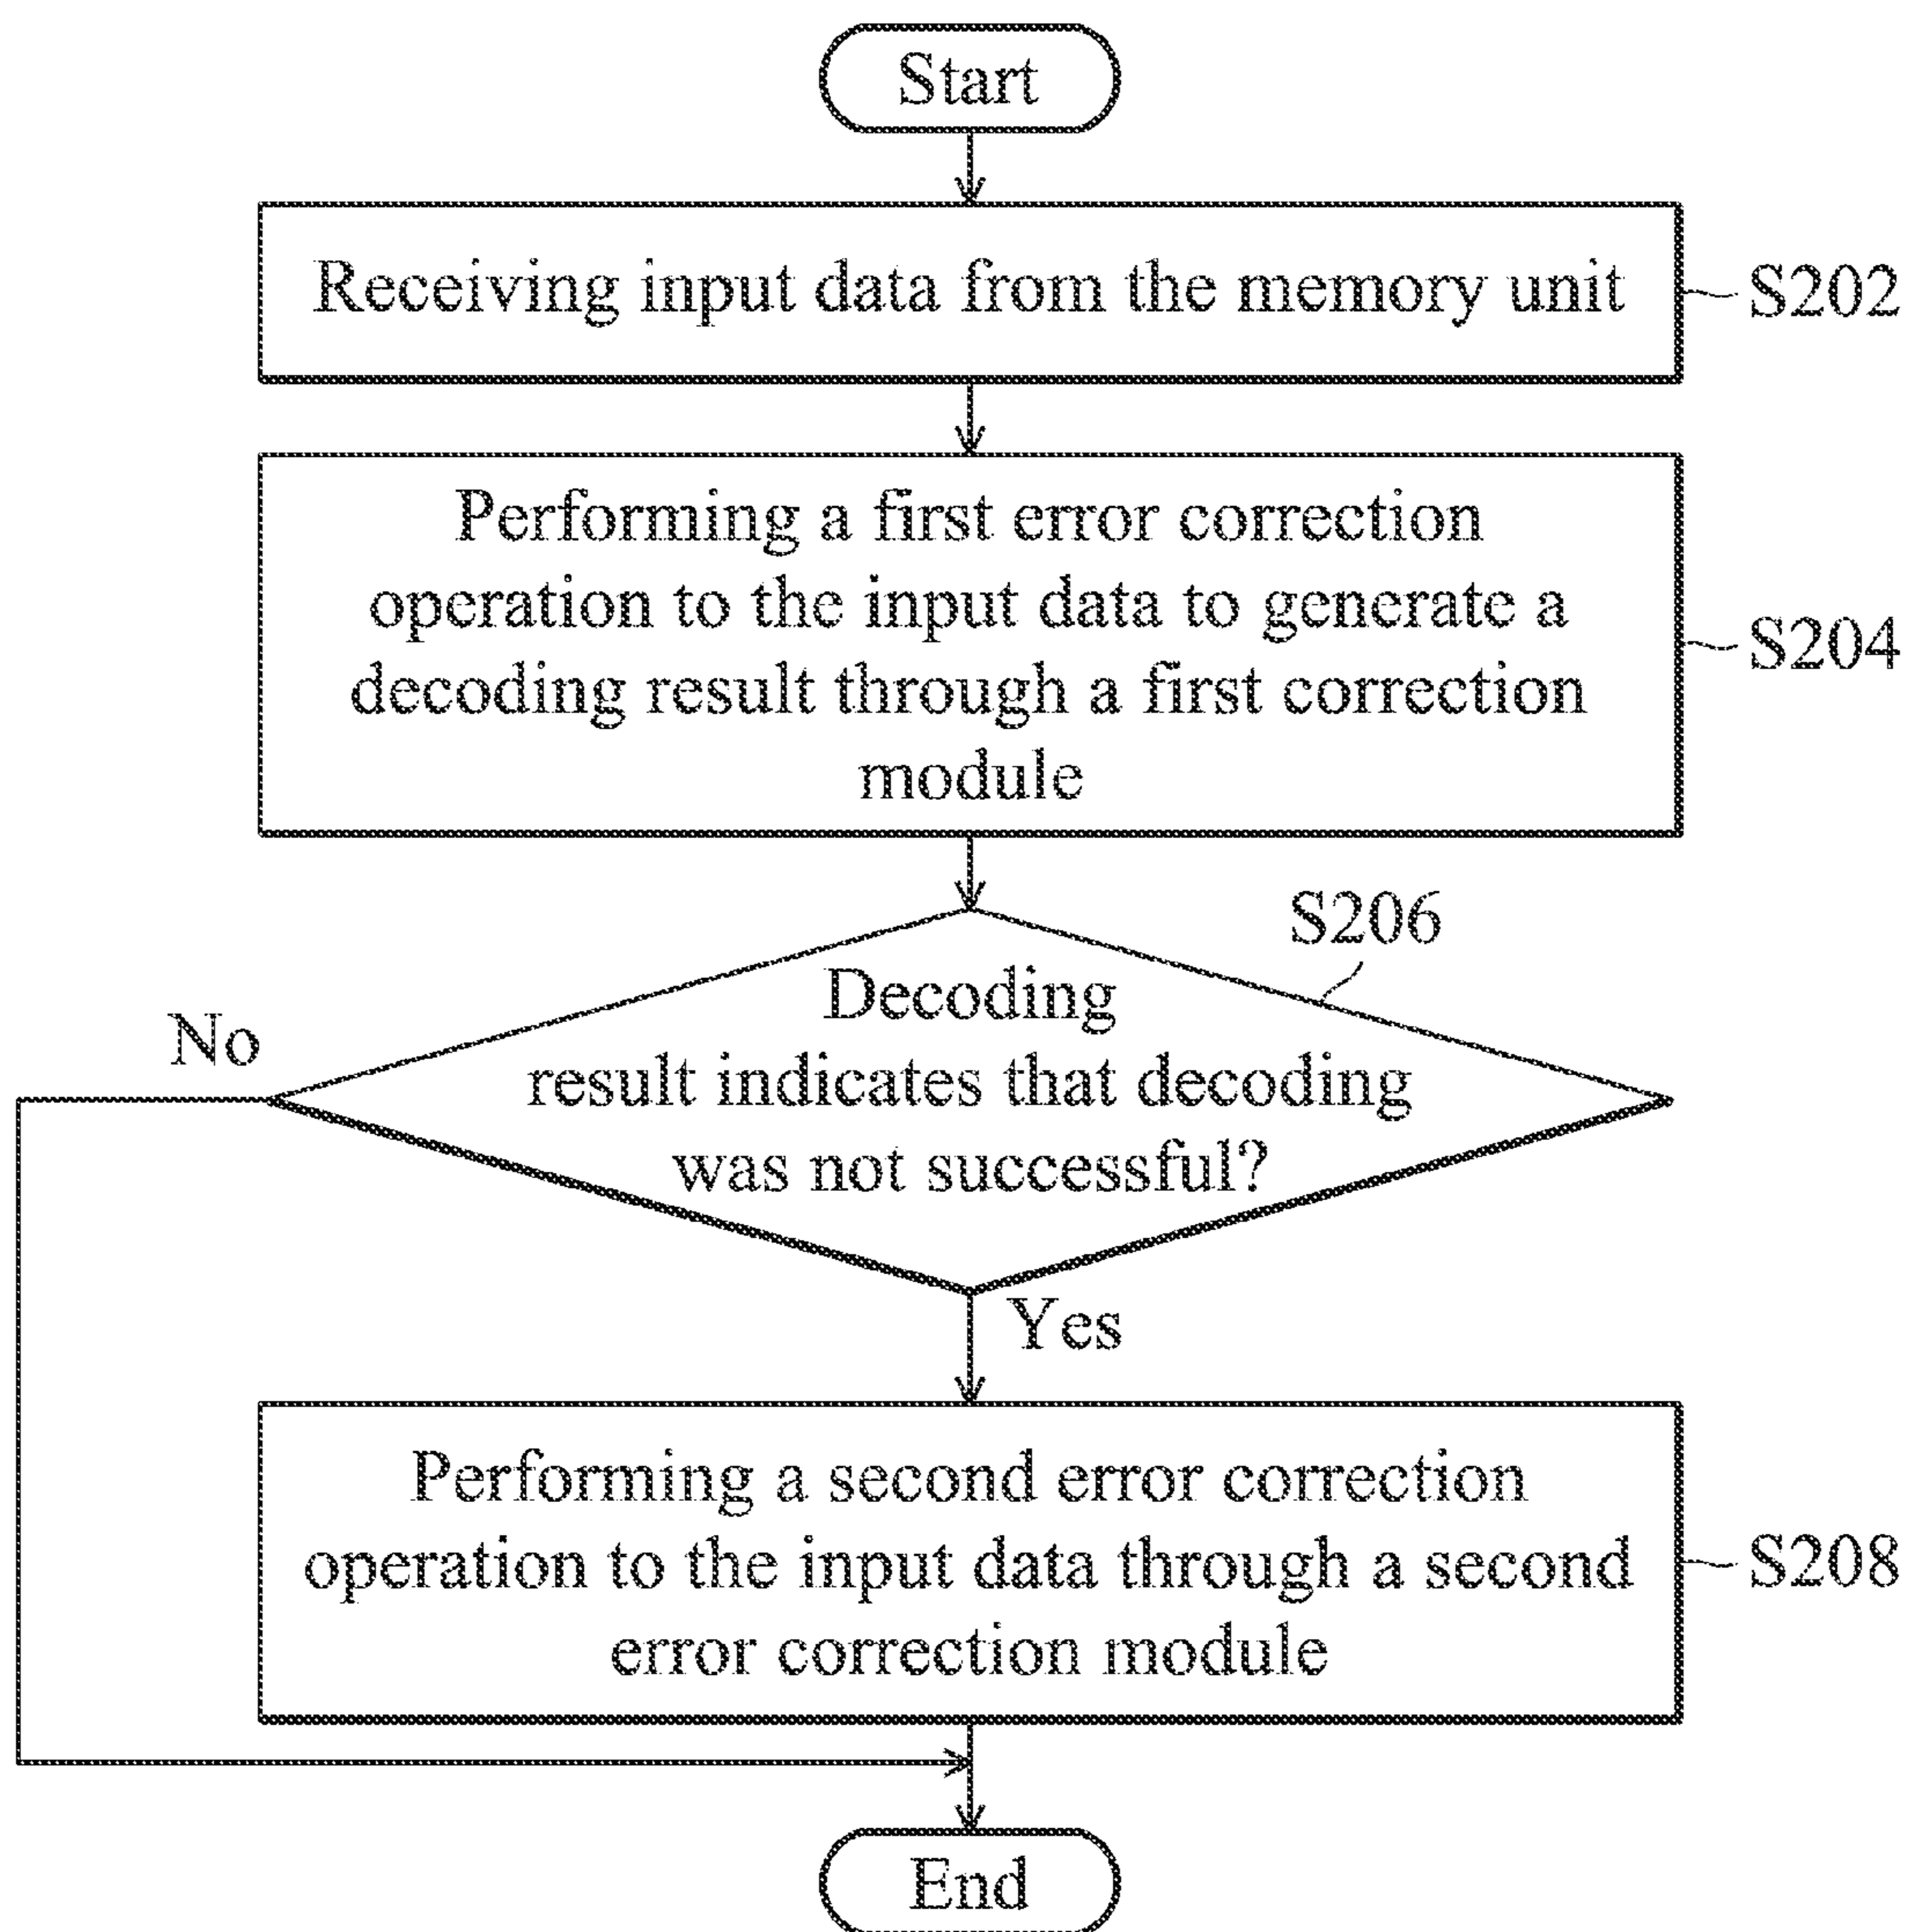 Start
Receiving input data from the memory unit
S202
Performing a first error correction
operation to the input data to generate a
decoding result through a first correction
module
S204
S206
Decoding
result indicates that decoding
was not successful?
No
Yes
Performing a second error correction
operation to the input data through a second
error correction module
S208
End